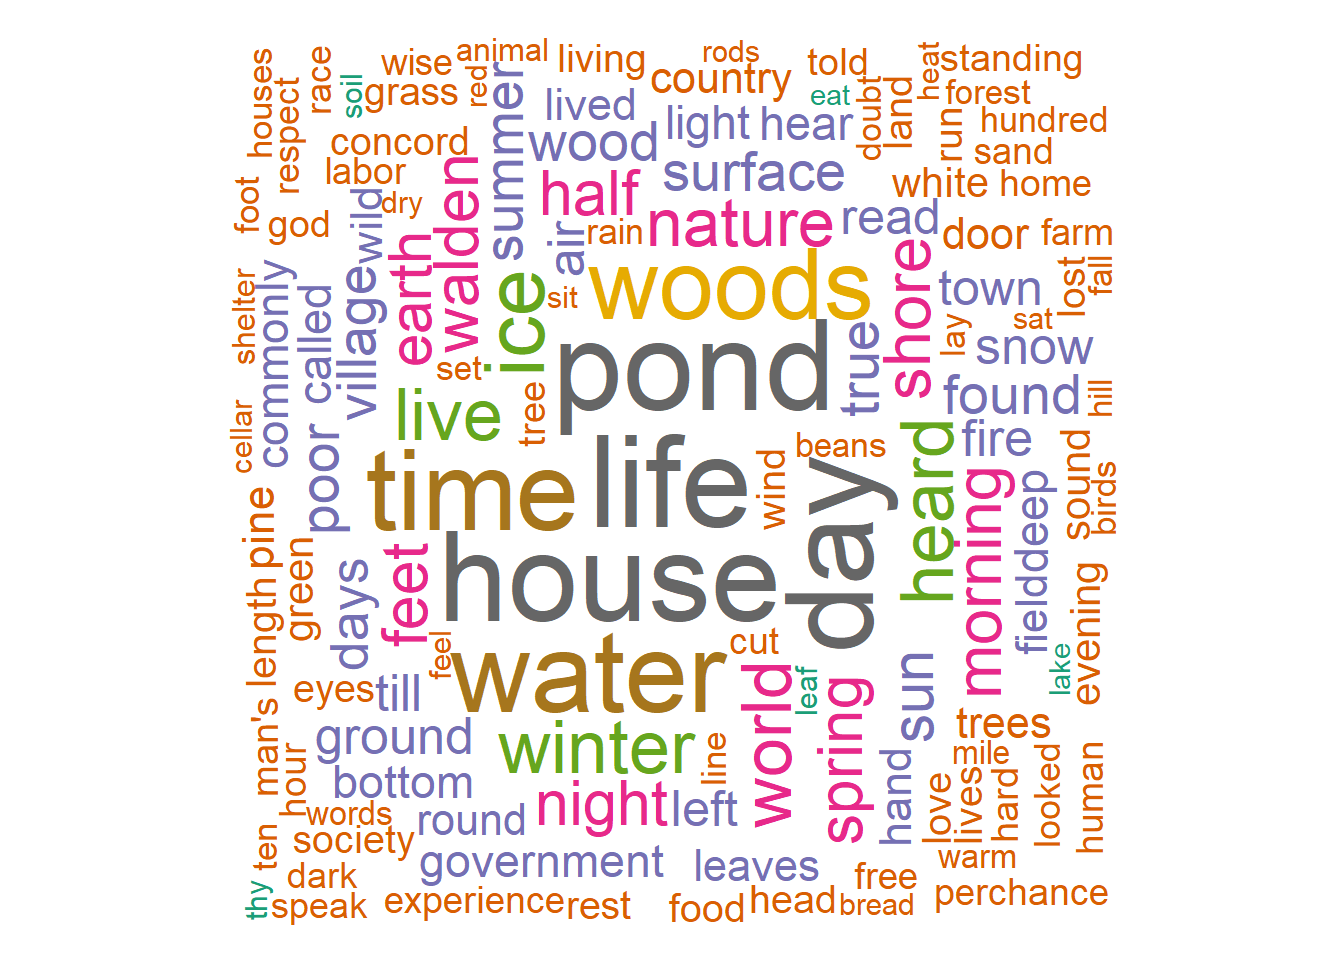 animal
rods
wise
living
told
standing
houses
race
soil
red
country
heat
respect
grass
summer
lived
eat
doubt
land
forest
concord
wood
light
hear
run
hundred
labor
walden
half
surface
sand
foot
wild
dry
nature
white
home
god
earth
air
rain
read
door
farm
shelter
commonly
called
village
ice
sit
woods
shore
town
lost
fall
set
pond
true
lay
sat
snow
cellar
poor
live
tree
found
hill
time
life
wind
beans
day
heard
fire
sound
birds
pine
green
days
feet
house
morning
field
deep
length
feel
water
cut
evening
lake
eyes
till
world
leaf
spring
sun
man's
hour
ground
winter
line
trees
bottom
mile
words
round
night
left
hand
love
lives
hard
looked
human
ten
society
government
leaves
warm
thy
dark
free
speak
experience
rest
food
head
bread
perchance